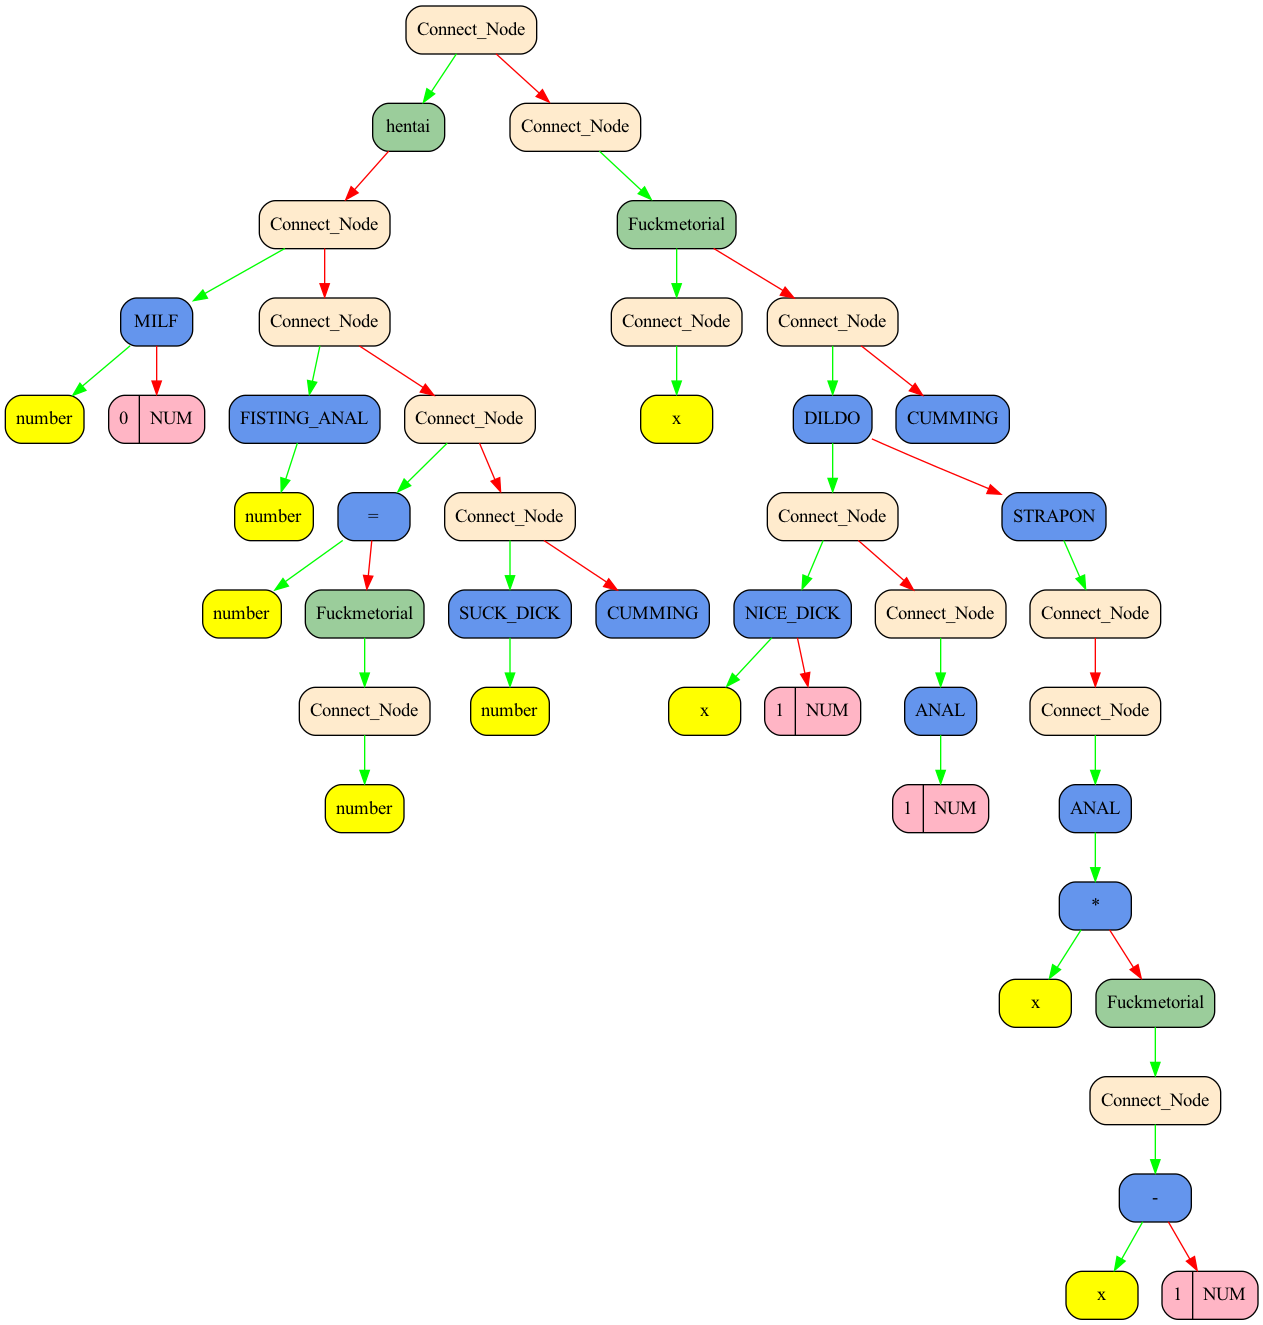 Connect_Node
hentai
Connect_Node
Connect_Node
Fuckmetorial
MILF
Connect_Node
Connect_Node
Connect_Node
number
0 NUM
FISTING_ANAL
Connect_Node
x
DILDO
CUMMING
number
=
Connect_Node
Connect_Node
STRAPON
number
Fuckmetorial
SUCK_DICK
CUMMING
NICE_DICK
Connect_Node
Connect_Node
Connect_Node
number
x
1 NUM
ANAL
Connect_Node
number
1 NUM
ANAL
*
x
Fuckmetorial
Connect_Node
-
x
1 NUM